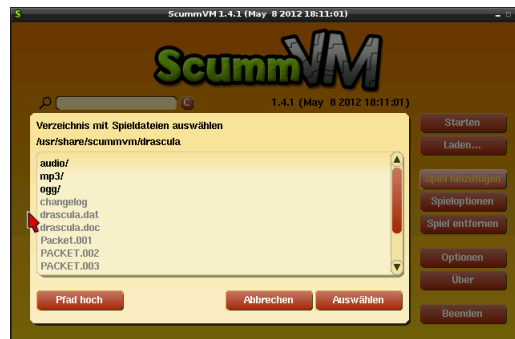 ScummVM 1.4.1 (May 8 2012 18:11:01)
ScummVM
C
1.4.1 (May 8 2012 18:11:01)
Verzeichnis mit Spieldateien auswählen
/usr/share/scummvm/drascula
audio/
mp3/
ogg/
changelog
drascula.dat
drascula.doc
Packet.001
PACKET.002
PACKET.003
Pfad hoch
Abbrechen
Auswählen
Starten
Laden...
Spiel hinzufügen
Spieloptionen
Spiel entfernen
Optionen
Über
Beenden